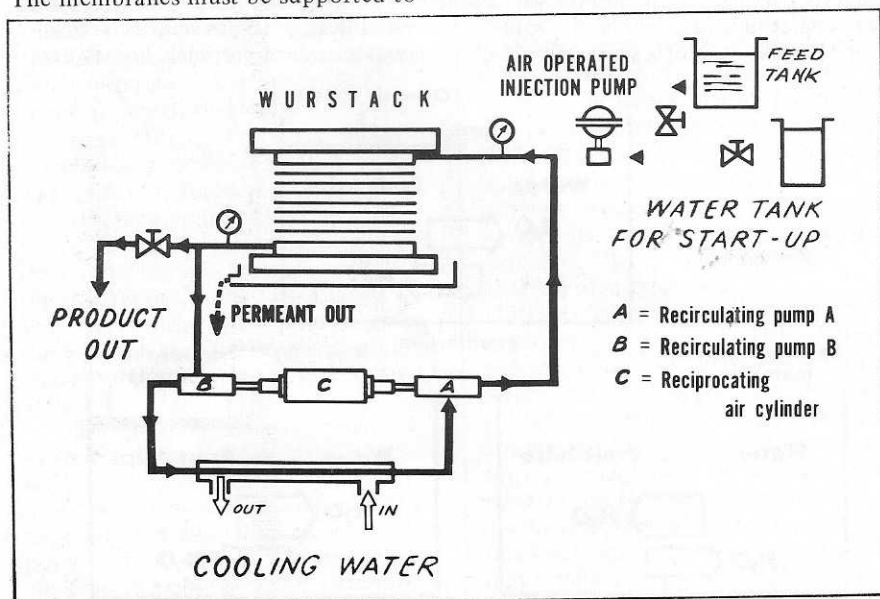 The membranes must be supported to
WURSTACK
AIR OPERATED
INJECTION PUMP
FEED
TANK
WATER TANK
FOR START-UP
PRODUCT
OUT
PERMEANT OUT
A = Recirculating pump A
B = Recirculating pump B
C = Reciprocating
air cylinder
B
C
A
OUT
IN
COOLING WATER